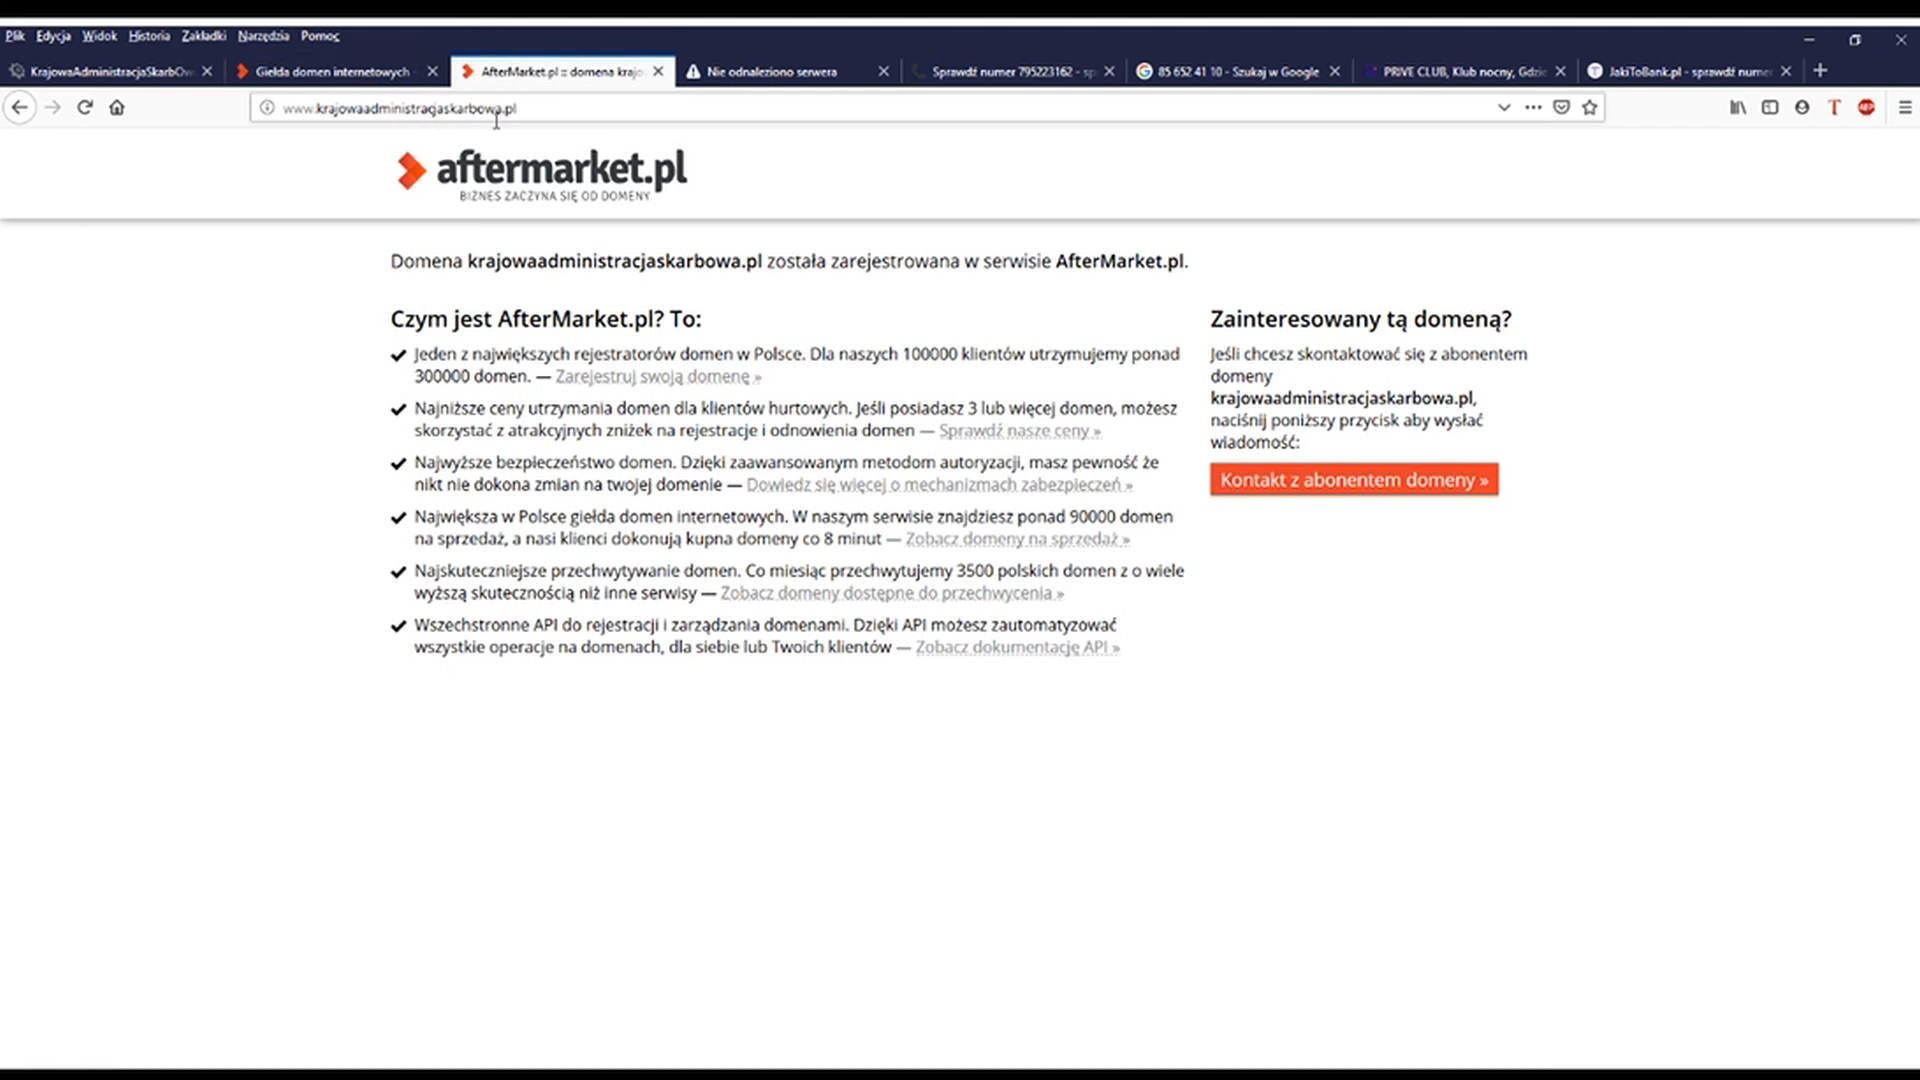 Plik Edycja Widok Historia Zakładki Narzędzia Pomoc
KrajowaAdministracjaSkarbOw
Giełda domen internetowych
AfterMarket.pl :: domena krajo
Nie odnaleziono serwera
Sprawdź numer 795223162 - sp
85 652 41 10 - Szukaj w Google
PRIVE CLUB, Klub nocny, Gdzie
JakiToBank.pl - sprawdź numer
www.krajowaadministracjaskarbowa.pl
T
ABP
aftermarket.pl
BIZNES ZACZYNA SIĘ OD DOMENY
Domena krajowaadministracjaskarbowa.pl została zarejestrowana w serwisie AfterMarket.pl.
Czym jest AfterMarket.pl? To:
Jeden z największych rejestratorów domen w Polsce. Dla naszych 100000 klientów utrzymujemy ponad
300000 domen. — Zarejestruj swoją domenę »
Najniższe ceny utrzymania domen dla klientów hurtowych. Jeśli posiadasz 3 lub więcej domen, możesz
skorzystać z atrakcyjnych zniżek na rejestracje i odnowienia domen — Sprawdź nasze ceny »
Najwyższe bezpieczeństwo domen. Dzięki zaawansowanym metodom autoryzacji, masz pewność że
nikt nie dokona zmian na twojej domenie — Dowiedz się więcej o mechanizmach zabezpieczeń »
Największa w Polsce giełda domen internetowych. W naszym serwisie znajdziesz ponad 90000 domen
na sprzedaż, a nasi klienci dokonują kupna domeny co 8 minut — Zobacz domeny na sprzedaż »
Najskuteczniejsze przechwytywanie domen. Co miesiąc przechwytujemy 3500 polskich domen z o wiele
wyższą skutecznością niż inne serwisy — Zobacz domeny dostępne do przechwycenia »
Wszechstronne API do rejestracji i zarządzania domenami. Dzięki API możesz zautomatyzować
wszystkie operacje na domenach, dla siebie lub Twoich klientów — Zobacz dokumentację API »
Zainteresowany tą domeną?
Jeśli chcesz skontaktować się z abonentem
domeny
krajowaadministracjaskarbowa.pl,
naciśnij poniższy przycisk aby wysłać
wiadomość:
Kontakt z abonentem domeny »